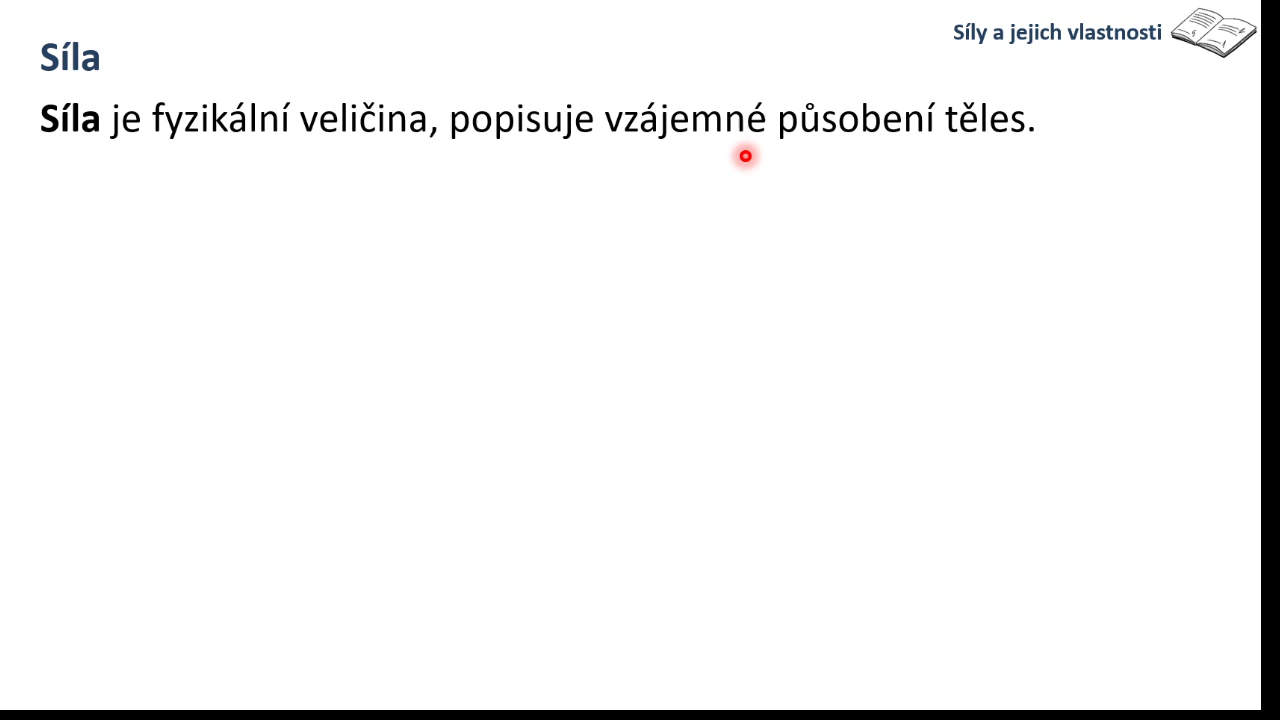 Síly a jejich vlastnosti
Síla
Síla je fyzikální veličina, popisuje vzájemné působení těles.